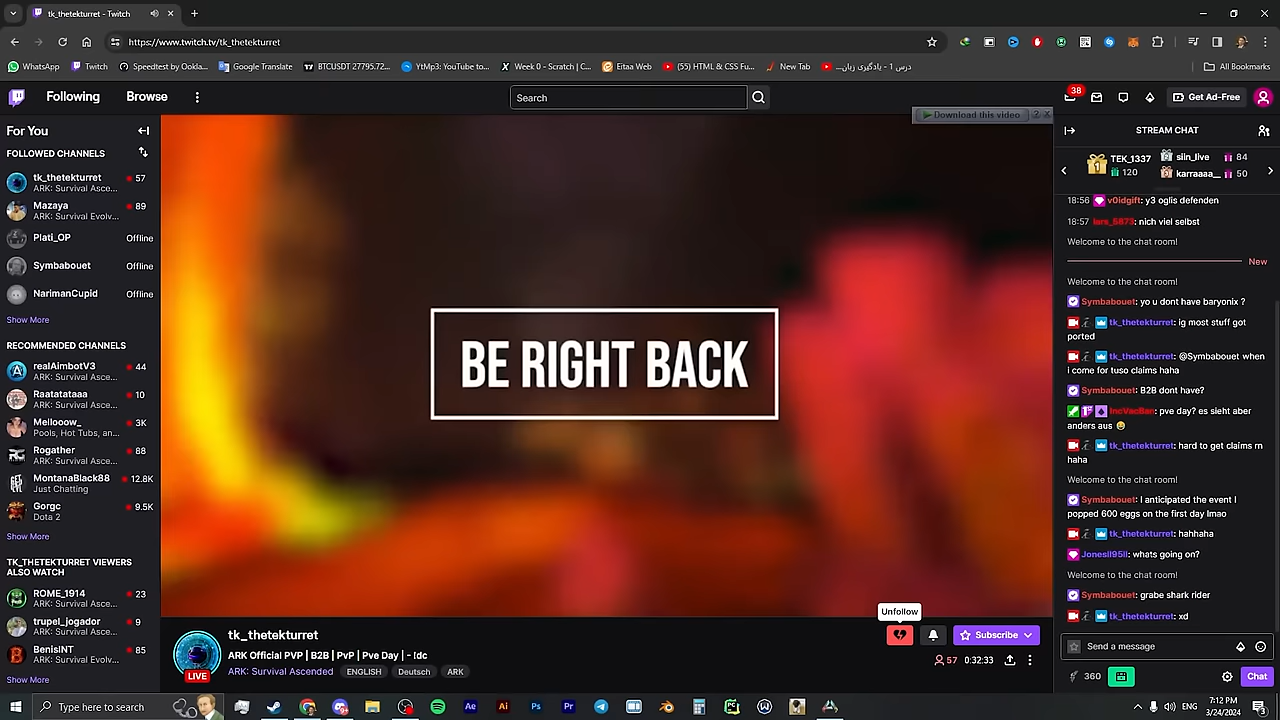 tk_thetekturret - Twitch
https://www.twitch.tv/tk_thetekturret
WhatsApp
Twitch
Speedtest by Ookla...
Google Translate
BTCUSDT 27795.72...
YtMp3: YouTube to...
Week 0 - Scratch | C...
Eitaa Web
(55) HTML & CSS Fu...
New Tab
درس 1 - یادگیری زبان...
All Bookmarks
Following
Browse
Search
38
Get Ad-Free
For You
FOLLOWED CHANNELS
tk_thetekturret
57
ARK: Survival Asce...
Mazaya
89
ARK: Survival Evolv...
Plati_OP
Offline
Symbabouet
Offline
NarimanCupid
Offline
Show More
RECOMMENDED CHANNELS
realAimbotV3
44
ARK: Survival Asce...
Raatatataaa
10
ARK: Survival Asce...
Mellooow_
3K
Pools, Hot Tubs, an...
Rogather
88
ARK: Survival Asce...
MontanaBlack88
12.8K
Just Chatting
Gorgc
9.5K
Dota 2
Show More
TK_THETEKTURRET VIEWERS
ALSO WATCH
ROME_1914
23
ARK: Survival Asce...
trupel_jogador
9
ARK: Survival Asce...
BenisINT
85
ARK: Survival Evolv...
Show More
Download this video
BE RIGHT BACK
Unfollow
tk_thetekturret
Subscribe
ARK Official PVP | B2B | PvP | Pve Day | - !dc
57
0:32:33
ARK: Survival Ascended
ENGLISH
Deutsch
ARK
LIVE
STREAM CHAT
1
TEK_1337
120
siin_live
84
karraaaa__
50
18:56 v0idgift: y3 oglis defenden
18:57 lars_5873: nich viel selbst
Welcome to the chat room!
New
Welcome to the chat room!
Symbabouet: yo u dont have baryonix ?
tk_thetekturret: ig most stuff got
ported
tk_thetekturret: @Symbabouet when
i come for tuso claims haha
Symbabouet: B2B dont have?
IncVacBan: pve day? es sieht aber
anders aus
tk_thetekturret: hard to get claims rn
haha
Welcome to the chat room!
Symbabouet: I anticipated the event I
popped 600 eggs on the first day lmao
tk_thetekturret: hahhaha
Jonesll95ll: whats going on?
Welcome to the chat room!
Symbabouet: grabe shark rider
tk_thetekturret: xd
Send a message
360
Chat
Type here to search
ENG
7:12 PM
3/24/2024